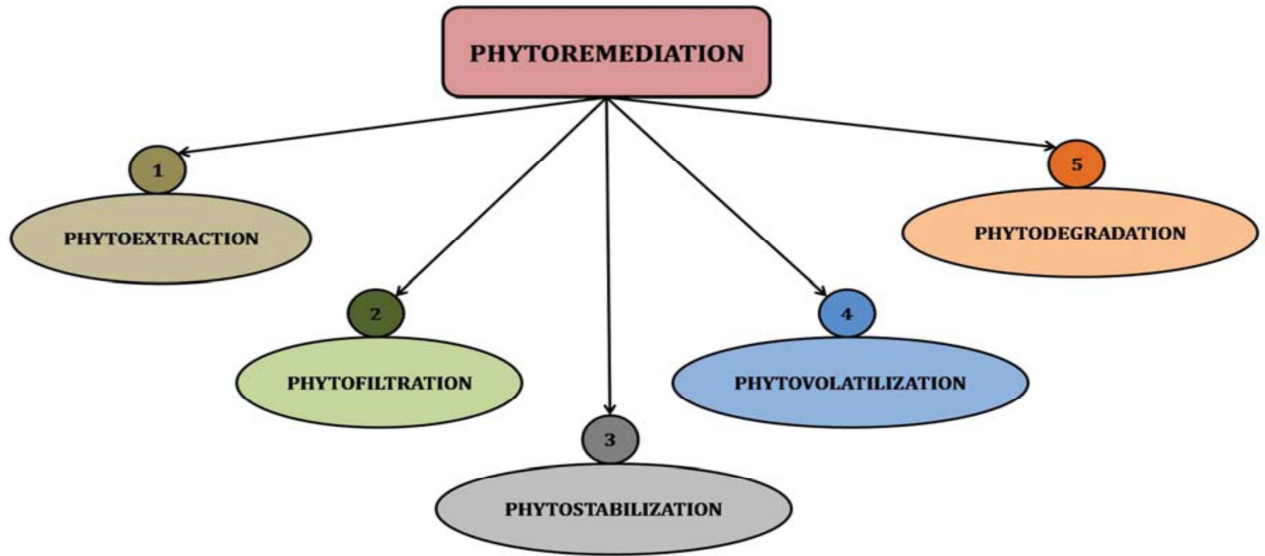 PHYTOREMEDIATION
1
PHYTOEXTRACTION
2
PHYTOFILTRATION
3
PHYTOSTABILIZATION
4
PHYTOVOLATILIZATION
5
PHYTODEGRADATION